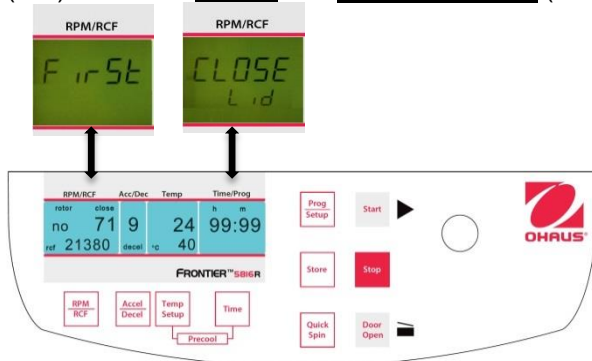 RPM/RCF
RPM/RCF
FirSt
CLOSE
Lid
RPM/RCF Acc/Dec Temp Time/Prog
rotor close h m
no 71 9 24 99:99
rcf 21380 decel °C 40
FRONTIER™ 5816R
RPM
RCF
Accel
Decel
Temp
Setup
Time
Precool
Prog
Setup
Start
Store
Stop
Quick
Spin
Door
Open
OHAUS®